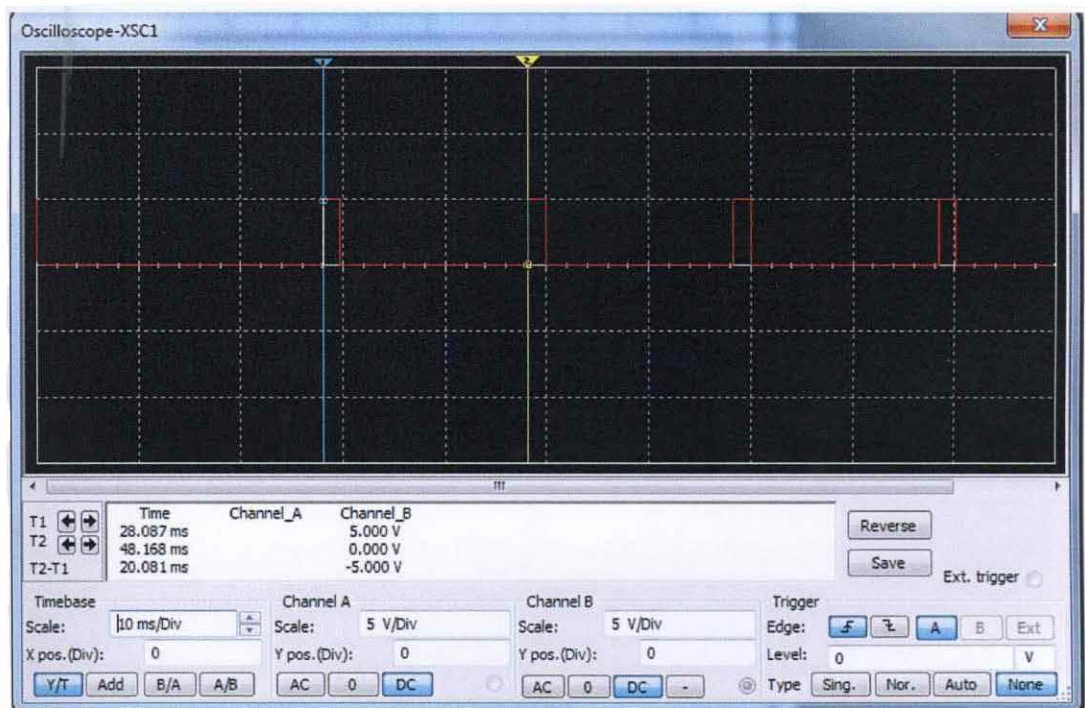 Oscilloscope-XSC1
1 2
T1
T2
T2-T1
Time Channel_A Channel_B
28.087 ms 5.000 V
48.168 ms 0.000 V
20.081 ms -5.000 V
Reverse
Save
Ext. trigger
Timebase
Scale: 10 ms/Div
X pos.(Div): 0
Y/T Add B/A A/B
Channel A
Scale: 5 V/Div
Y pos.(Div): 0
AC 0 DC
Channel B
Scale: 5 V/Div
Y pos.(Div): 0
AC 0 DC -
Trigger
Edge: A B Ext
Level: 0 V
Type Sing. Nor. Auto None